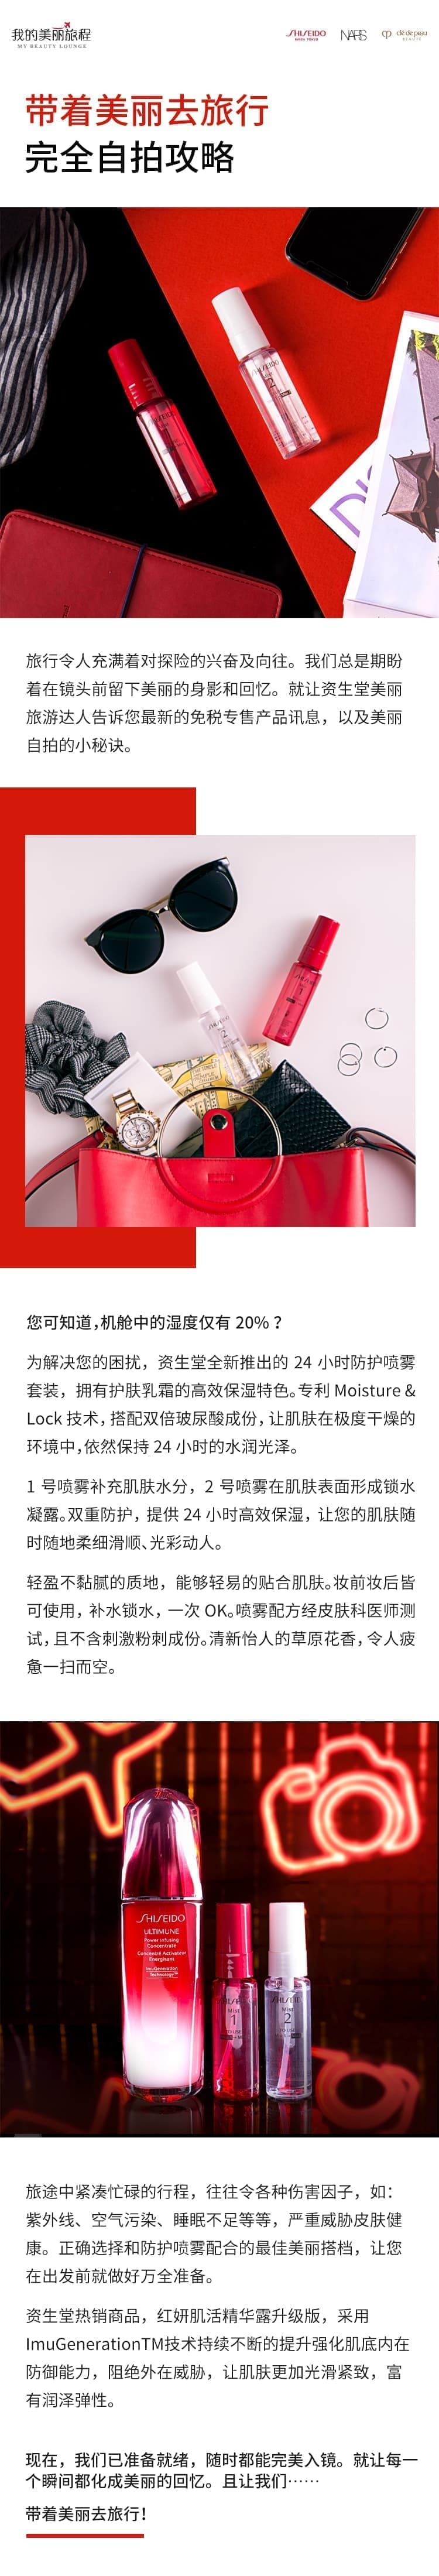 我的美丽旅程
MY BEAUTY LOUNGE
SHISEIDO
NARS
clé de peau
BEAUTÉ
带着美丽去旅行
完全自拍攻略
SHISEIDO
2
旅行令人充满着对探险的兴奋及向往。我们总是期盼
着在镜头前留下美丽的身影和回忆。就让资生堂美丽
旅游达人告诉您最新的免税专售产品讯息，以及美丽
自拍的小秘诀。
2
1
您可知道,机舱中的湿度仅有 20%？
为解决您的困扰，资生堂全新推出的 24 小时防护喷雾
套装，拥有护肤乳霜的高效保湿特色。专利 Moisture &
Lock 技术，搭配双倍玻尿酸成份，让肌肤在极度干燥的
环境中,依然保持 24 小时的水润光泽。
1 号喷雾补充肌肤水分，2 号喷雾在肌肤表面形成锁水
凝露。双重防护，提供 24 小时高效保湿，让您的肌肤随
时随地柔细滑顺、光彩动人。
轻盈不黏腻的质地，能够轻易的贴合肌肤。妆前妆后皆
可使用，补水锁水，一次 OK。喷雾配方经皮肤科医师测
试，且不含刺激粉刺成份。清新怡人的草原花香，令人疲
惫一扫而空。
SHISEIDO
ULTIMUNE
Power Infusing
Concentrate
Concentré Activateur
Energisant
ImuGeneration
Technology
MIST
1
MIST
2
旅途中紧凑忙碌的行程，往往令各种伤害因子，如：
紫外线、空气污染、睡眠不足等等，严重威胁皮肤健
康。正确选择和防护喷雾配合的最佳美丽搭档，让您
在出发前就做好万全准备。
资生堂热销商品，红妍肌活精华露升级版，采用
ImuGenerationTM技术持续不断的提升强化肌底内在
防御能力，阻绝外在威胁，让肌肤更加光滑紧致，富
有润泽弹性。
现在，我们已准备就绪，随时都能完美入镜。就让每一
个瞬间都化成美丽的回忆。且让我们······
带着美丽去旅行！